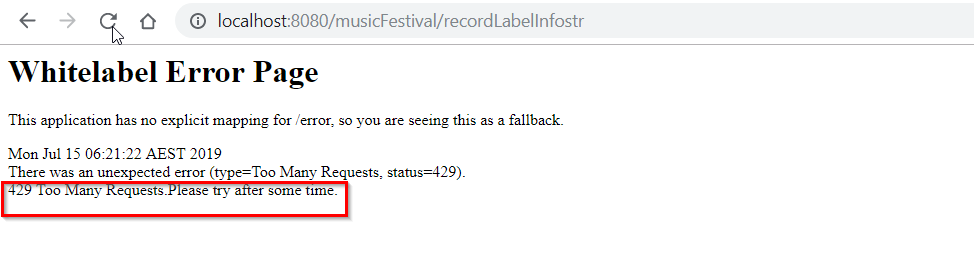 localhost:8080/musicFestival/recordLabelInfostr
Whitelabel Error Page
This application has no explicit mapping for /error, so you are seeing this as a fallback.
Mon Jul 15 06:21:22 AEST 2019
There was an unexpected error (type=Too Many Requests, status=429).
429 Too Many Requests.Please try after some time.